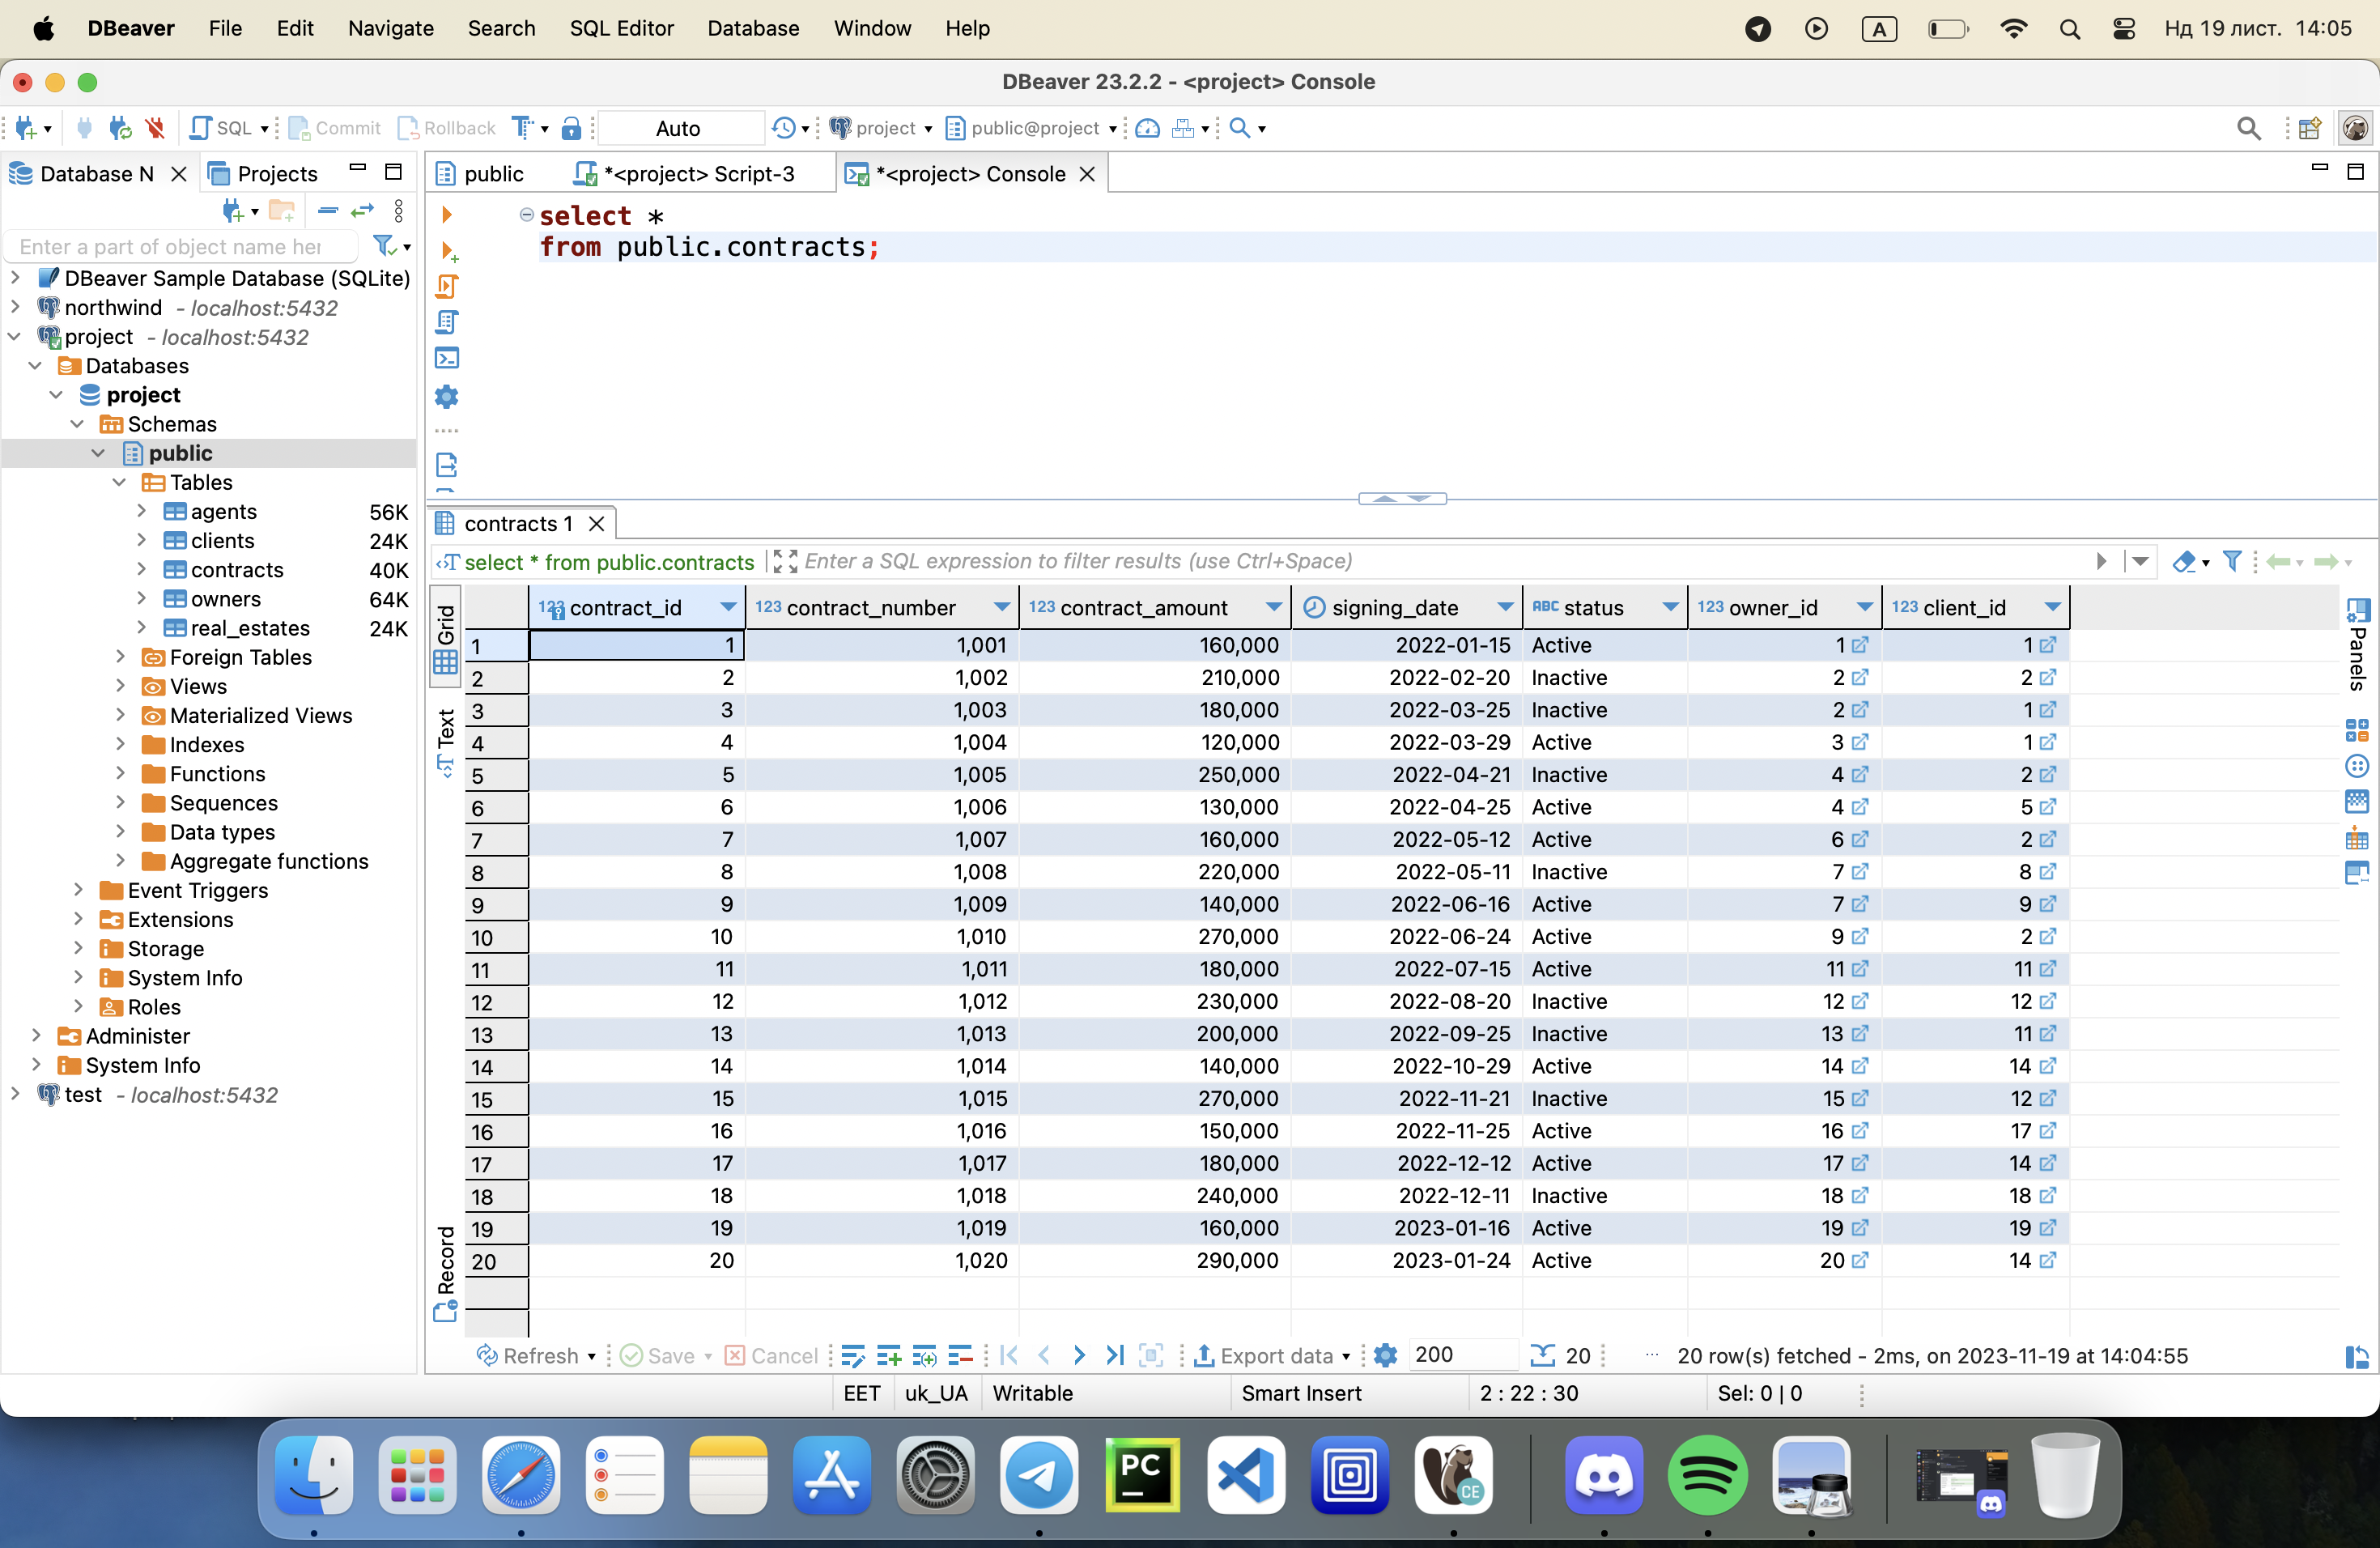 DBeaver File Edit Navigate Search SQL Editor Database Window Help A Нд 19 лист. 14:05
DBeaver 23.2.2 - <project> Console
SQL Commit Rollback Auto project public@project
Database N Projects
Enter a part of object name her
DBeaver Sample Database (SQLite)
northwind - localhost:5432
project - localhost:5432
Databases
project
Schemas
public
Tables
agents 56K
clients 24K
contracts 40K
owners 64K
real_estates 24K
Foreign Tables
Views
Materialized Views
Indexes
Functions
Sequences
Data types
Aggregate functions
Event Triggers
Extensions
Storage
System Info
Roles
Administer
System Info
test - localhost:5432
public *<project> Script-3 *<project> Console
select *
from public.contracts;
contracts 1
select * from public.contracts Enter a SQL expression to filter results (use Ctrl+Space)
Grid
Text
Record
Panels
123 contract_id 123 contract_number 123 contract_amount signing_date ABC status 123 owner_id 123 client_id
1 1 1,001 160,000 2022-01-15 Active 1 1
2 2 1,002 210,000 2022-02-20 Inactive 2 2
3 3 1,003 180,000 2022-03-25 Inactive 2 1
4 4 1,004 120,000 2022-03-29 Active 3 1
5 5 1,005 250,000 2022-04-21 Inactive 4 2
6 6 1,006 130,000 2022-04-25 Active 4 5
7 7 1,007 160,000 2022-05-12 Active 6 2
8 8 1,008 220,000 2022-05-11 Inactive 7 8
9 9 1,009 140,000 2022-06-16 Active 7 9
10 10 1,010 270,000 2022-06-24 Active 9 2
11 11 1,011 180,000 2022-07-15 Active 11 11
12 12 1,012 230,000 2022-08-20 Inactive 12 12
13 13 1,013 200,000 2022-09-25 Inactive 13 11
14 14 1,014 140,000 2022-10-29 Active 14 14
15 15 1,015 270,000 2022-11-21 Inactive 15 12
16 16 1,016 150,000 2022-11-25 Active 16 17
17 17 1,017 180,000 2022-12-12 Active 17 14
18 18 1,018 240,000 2022-12-11 Inactive 18 18
19 19 1,019 160,000 2023-01-16 Active 19 19
20 20 1,020 290,000 2023-01-24 Active 20 14
Refresh Save Cancel Export data 200 20 ... 20 row(s) fetched - 2ms, on 2023-11-19 at 14:04:55
EET uk_UA Writable Smart Insert 2 : 22 : 30 Sel: 0 | 0
PC CE